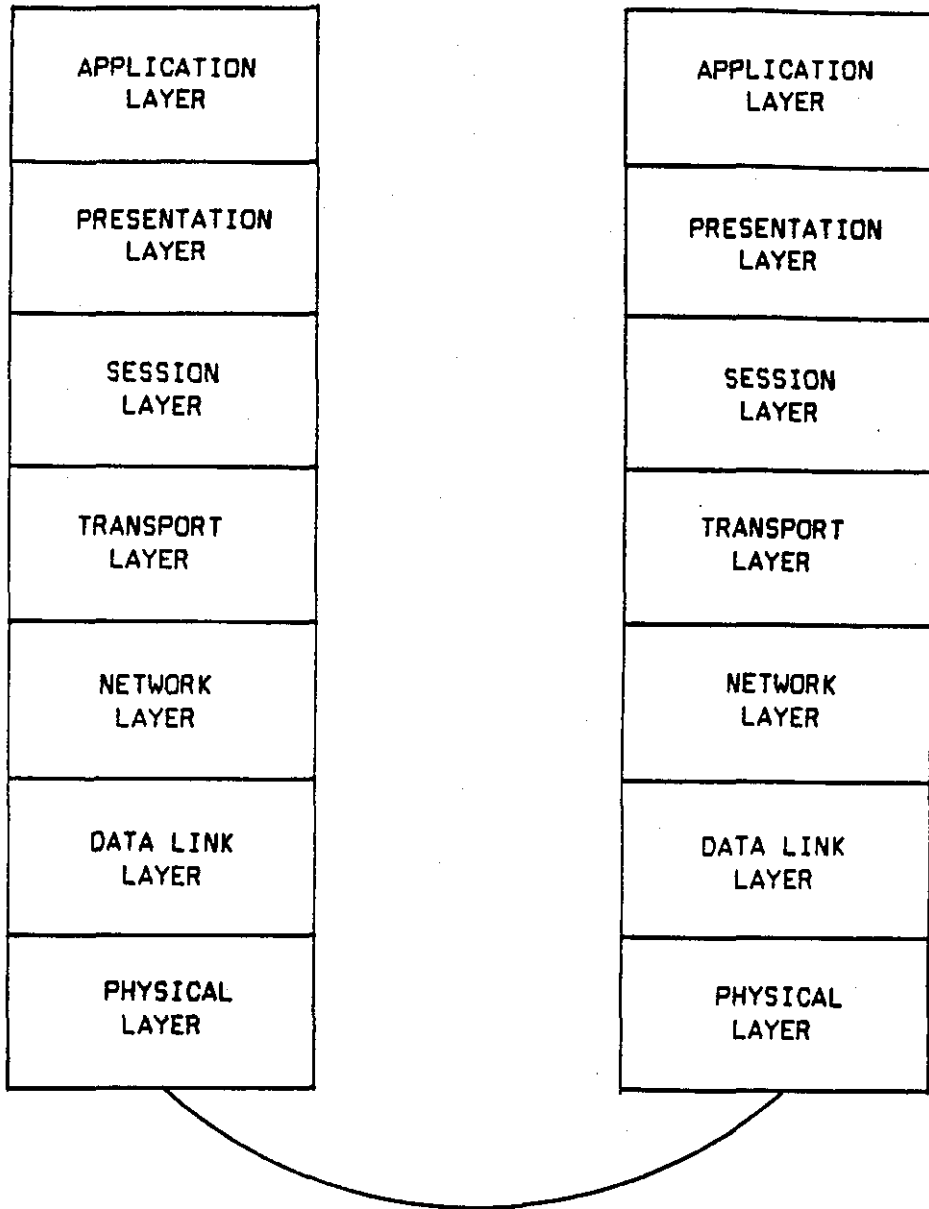 APPLICATION
LAYER
PRESENTATION
LAYER
SESSION
LAYER
TRANSPORT
LAYER
NETWORK
LAYER
DATA LINK
LAYER
PHYSICAL
LAYER
APPLICATION
LAYER
PRESENTATION
LAYER
SESSION
LAYER
TRANSPORT
LAYER
NETWORK
LAYER
DATA LINK
LAYER
PHYSICAL
LAYER